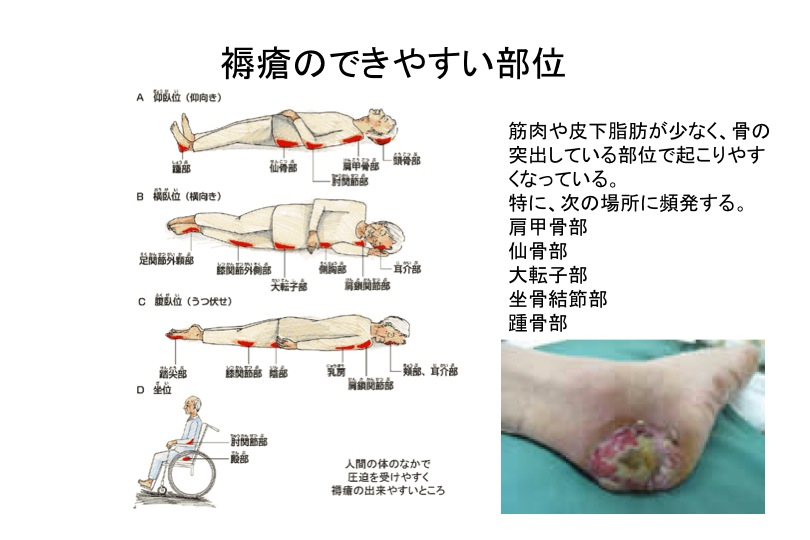 褥瘡のできやすい部位
A 仰臥位(仰向き)
踵部
仙骨部
肘関節部
肩甲骨部
頭骨部
B 横臥位(横向き)
足関節外顆部
膝関節外側部
大転子部
側胸部
肩鎖関節部
耳介部
C 腹臥位(うつ伏せ)
趾尖部
膝関節部
陰部
乳房
肩鎖関節部
頬部、耳介部
D 坐位
肘関節部
殿部
人間の体のなかで
圧迫を受けやすく
褥瘡の出来やすいところ
筋肉や皮下脂肪が少なく、骨の
突出している部位で起こりやす
くなっている。
特に、次の場所に頻発する。
肩甲骨部
仙骨部
大転子部
坐骨結節部
踵骨部